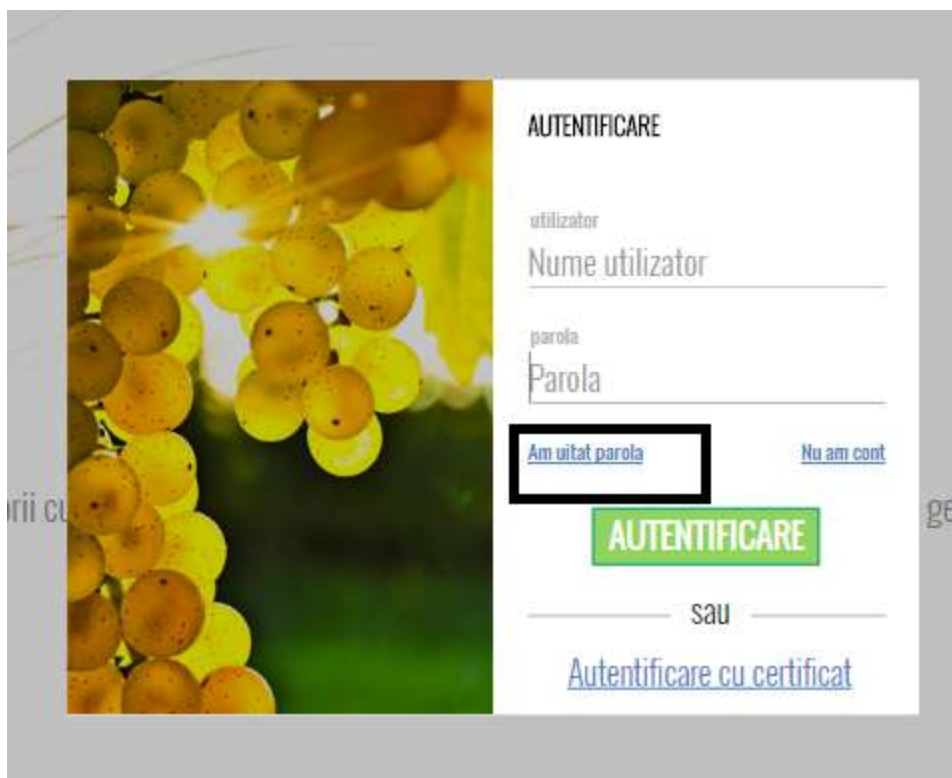 AUTENTIFICARE
utilizator
Nume utilizator
parola
Parola
Am uitat parola Nu am cont
AUTENTIFICARE
sau
Autentificare cu certificat